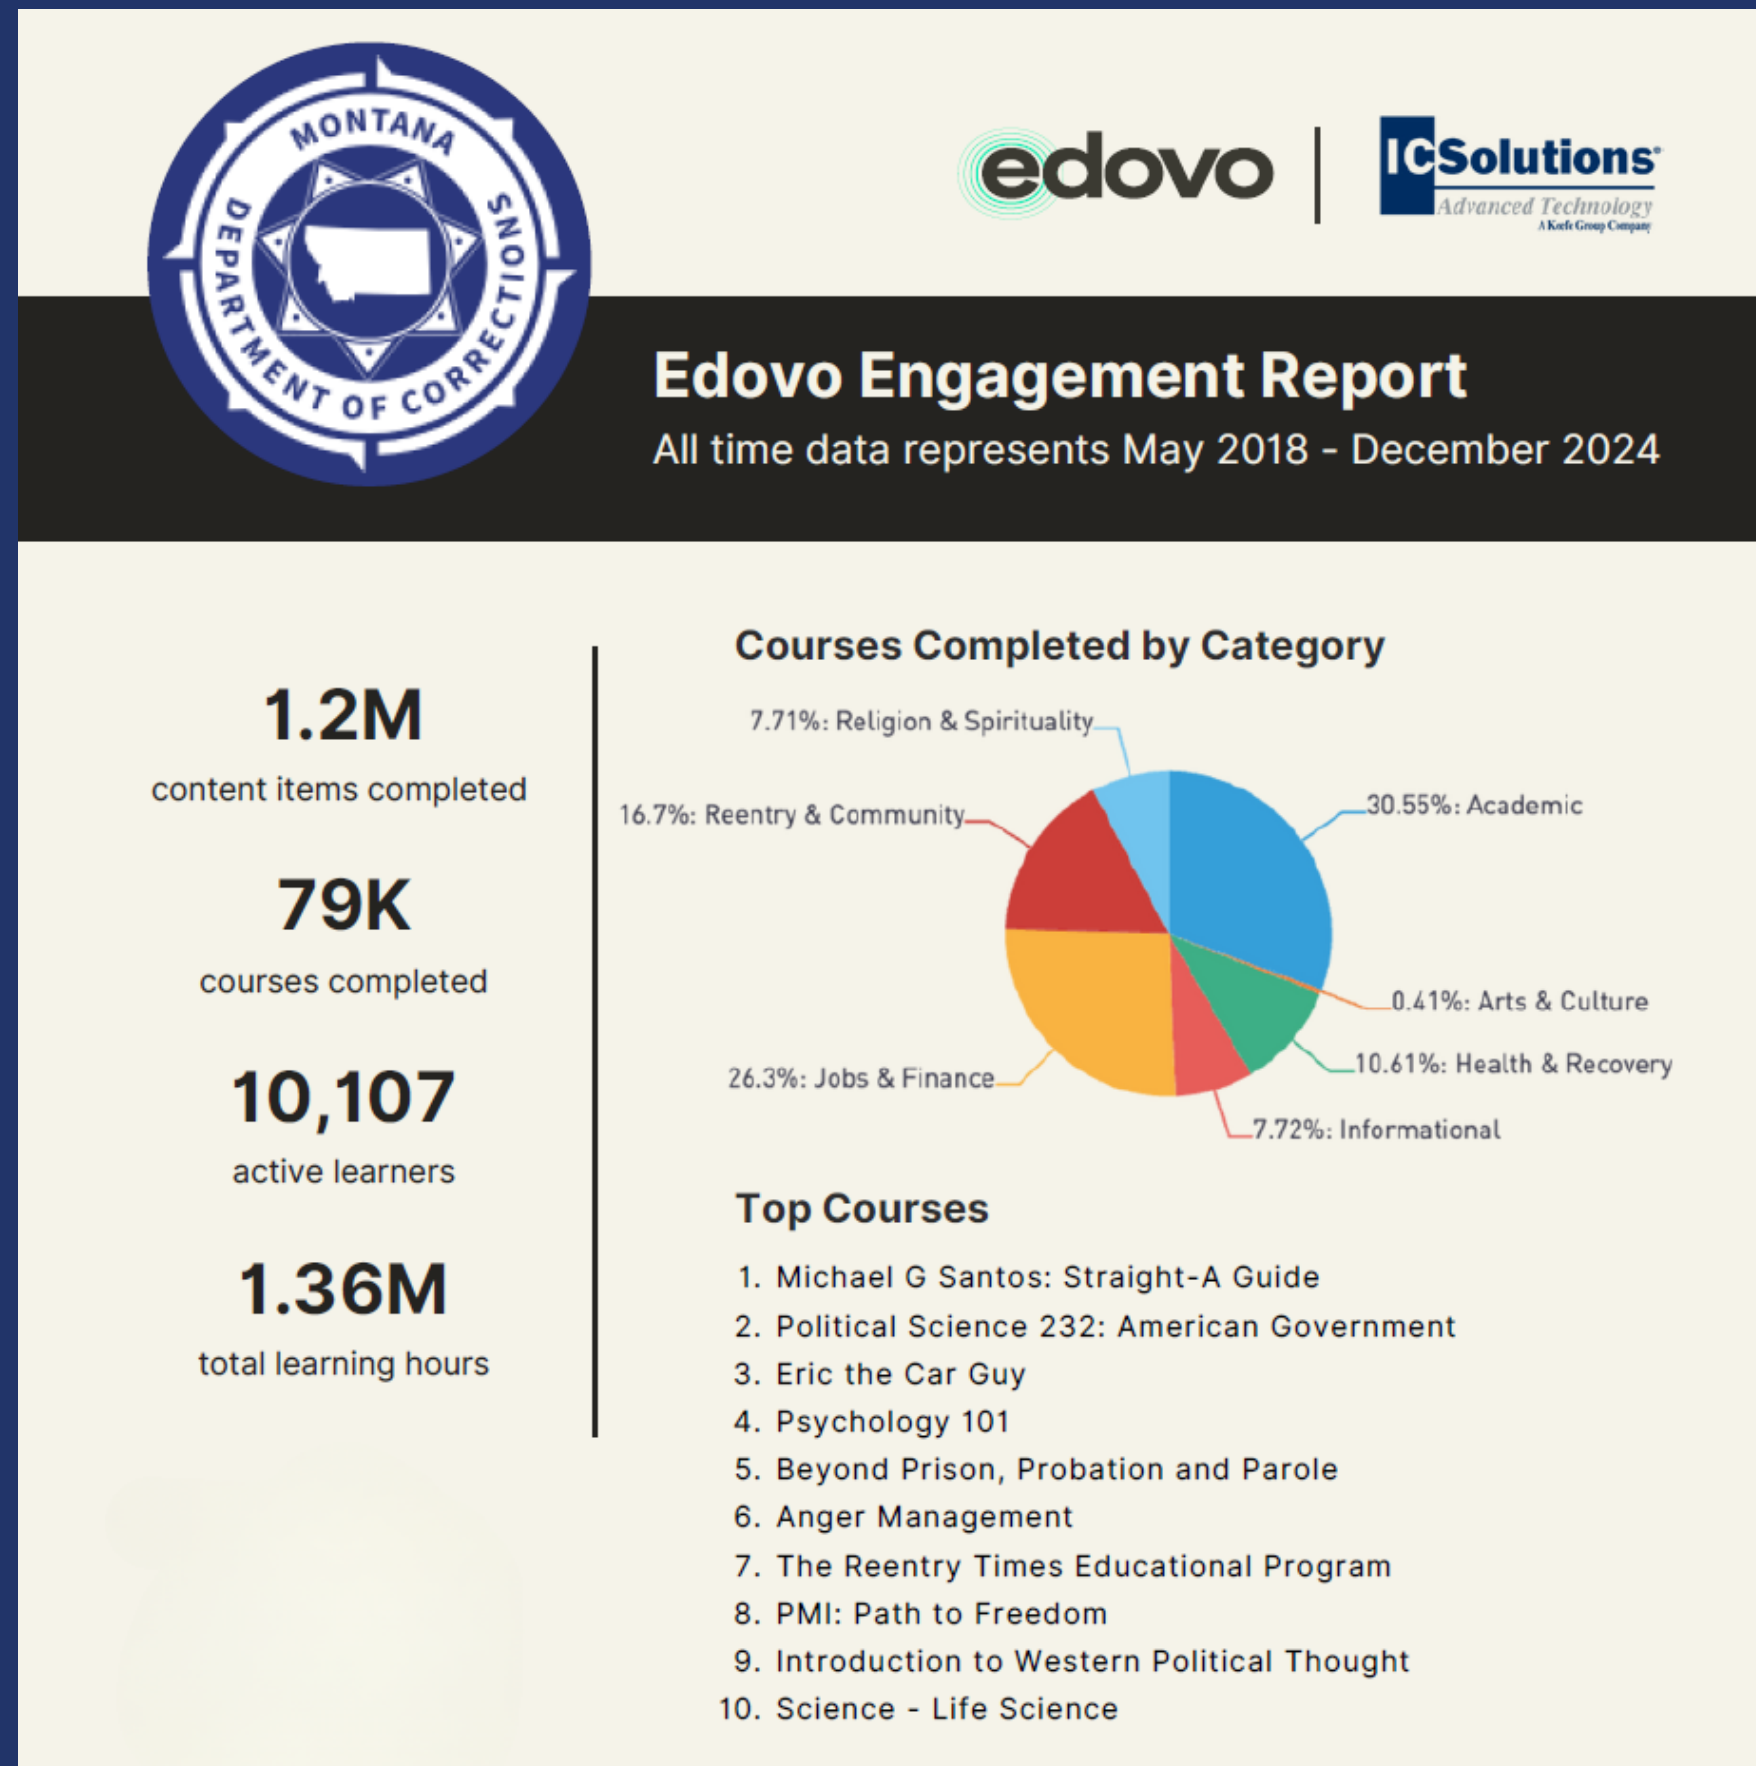 MONTANA
DEPARTMENT OF CORRECTIONS
edovo
ICSolutions
Advanced Technology
A Keefe Group Company
Edovo Engagement Report
All time data represents May 2018 - December 2024
1.2M
content items completed
79K
courses completed
10,107
active learners
1.36M
total learning hours
Courses Completed by Category
7.71%: Religion & Spirituality
16.7%: Reentry & Community
30.55%: Academic
0.41%: Arts & Culture
10.61%: Health & Recovery
26.3%: Jobs & Finance
7.72%: Informational
Top Courses
1. Michael G Santos: Straight-A Guide
2. Political Science 232: American Government
3. Eric the Car Guy
4. Psychology 101
5. Beyond Prison, Probation and Parole
6. Anger Management
7. The Reentry Times Educational Program
8. PMI: Path to Freedom
9. Introduction to Western Political Thought
10. Science - Life Science